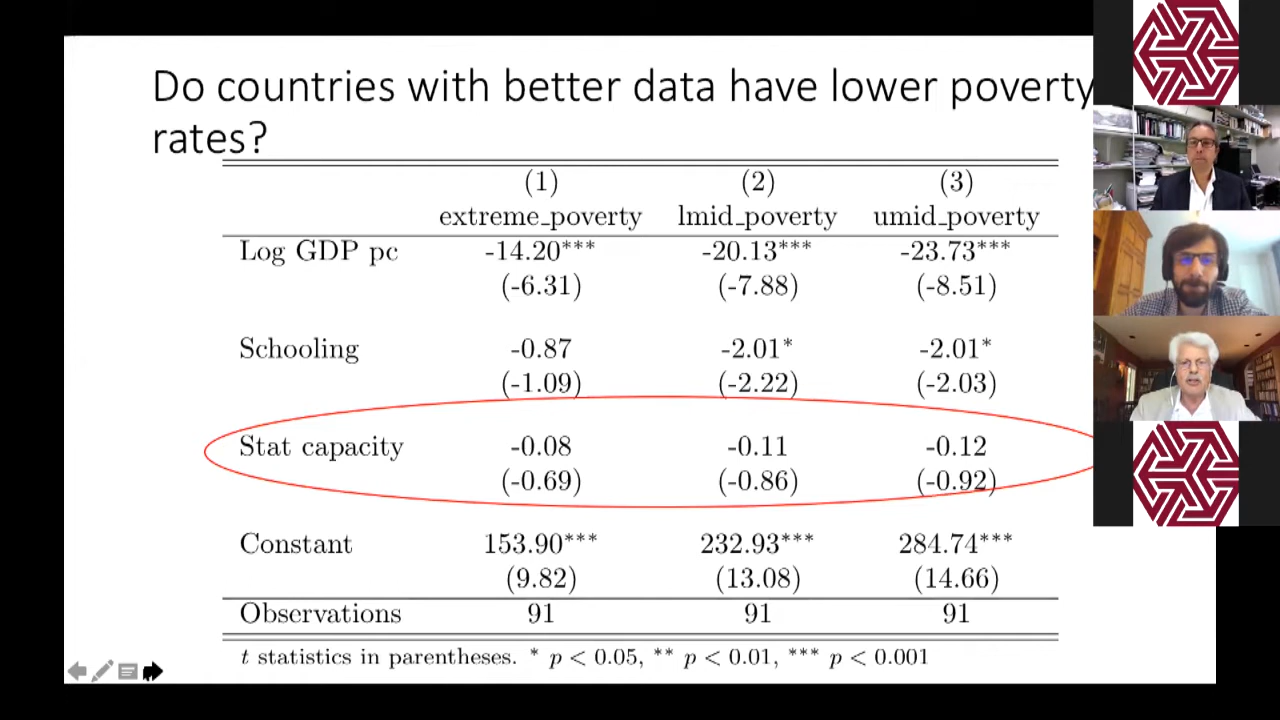 Do countries with better data have lower poverty
rates?
(1) (2) (3)
extreme_poverty lmid_poverty umid_poverty
Log GDP pc -14.20*** -20.13*** -23.73***
(-6.31) (-7.88) (-8.51)
Schooling -0.87 -2.01* -2.01*
(-1.09) (-2.22) (-2.03)
Stat capacity -0.08 -0.11 -0.12
(-0.69) (-0.86) (-0.92)
Constant 153.90*** 232.93*** 284.74***
(9.82) (13.08) (14.66)
Observations 91 91 91
t statistics in parentheses. * p < 0.05, ** p < 0.01, *** p < 0.001